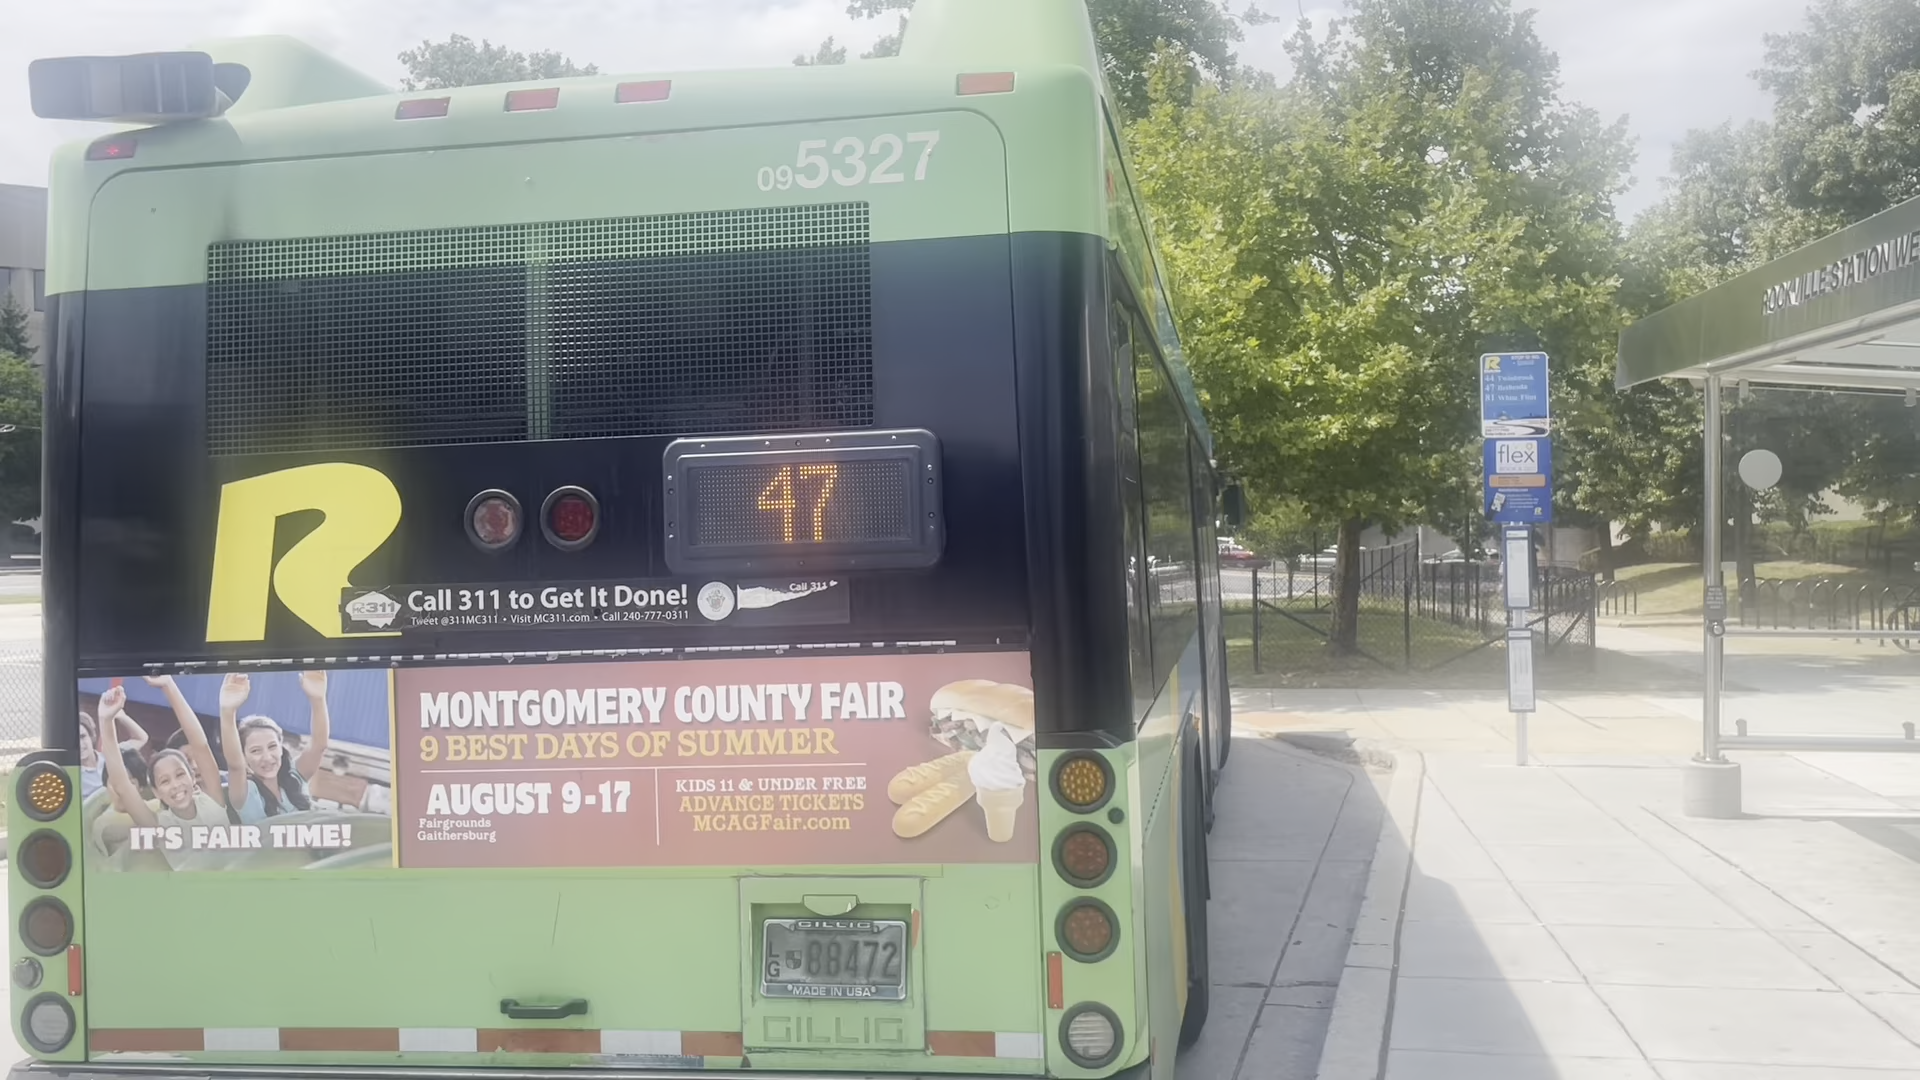 095327
R
47
311
Call 311 to Get It Done!
Call 311
Tweet @311MC311 • Visit MC311.com • Call 240-777-0311
MONTGOMERY COUNTY FAIR
9 BEST DAYS OF SUMMER
AUGUST 9-17
Fairgrounds
Gaithersburg
KIDS 11 & UNDER FREE
ADVANCE TICKETS
MCAGFair.com
IT'S FAIR TIME!
GILLIG
LG 88472
"MADE IN USA"
GILLIG
R
44 Twinbrook
47 Bethesda
81 White Flint
flex
ROCKVILLE STATION WE